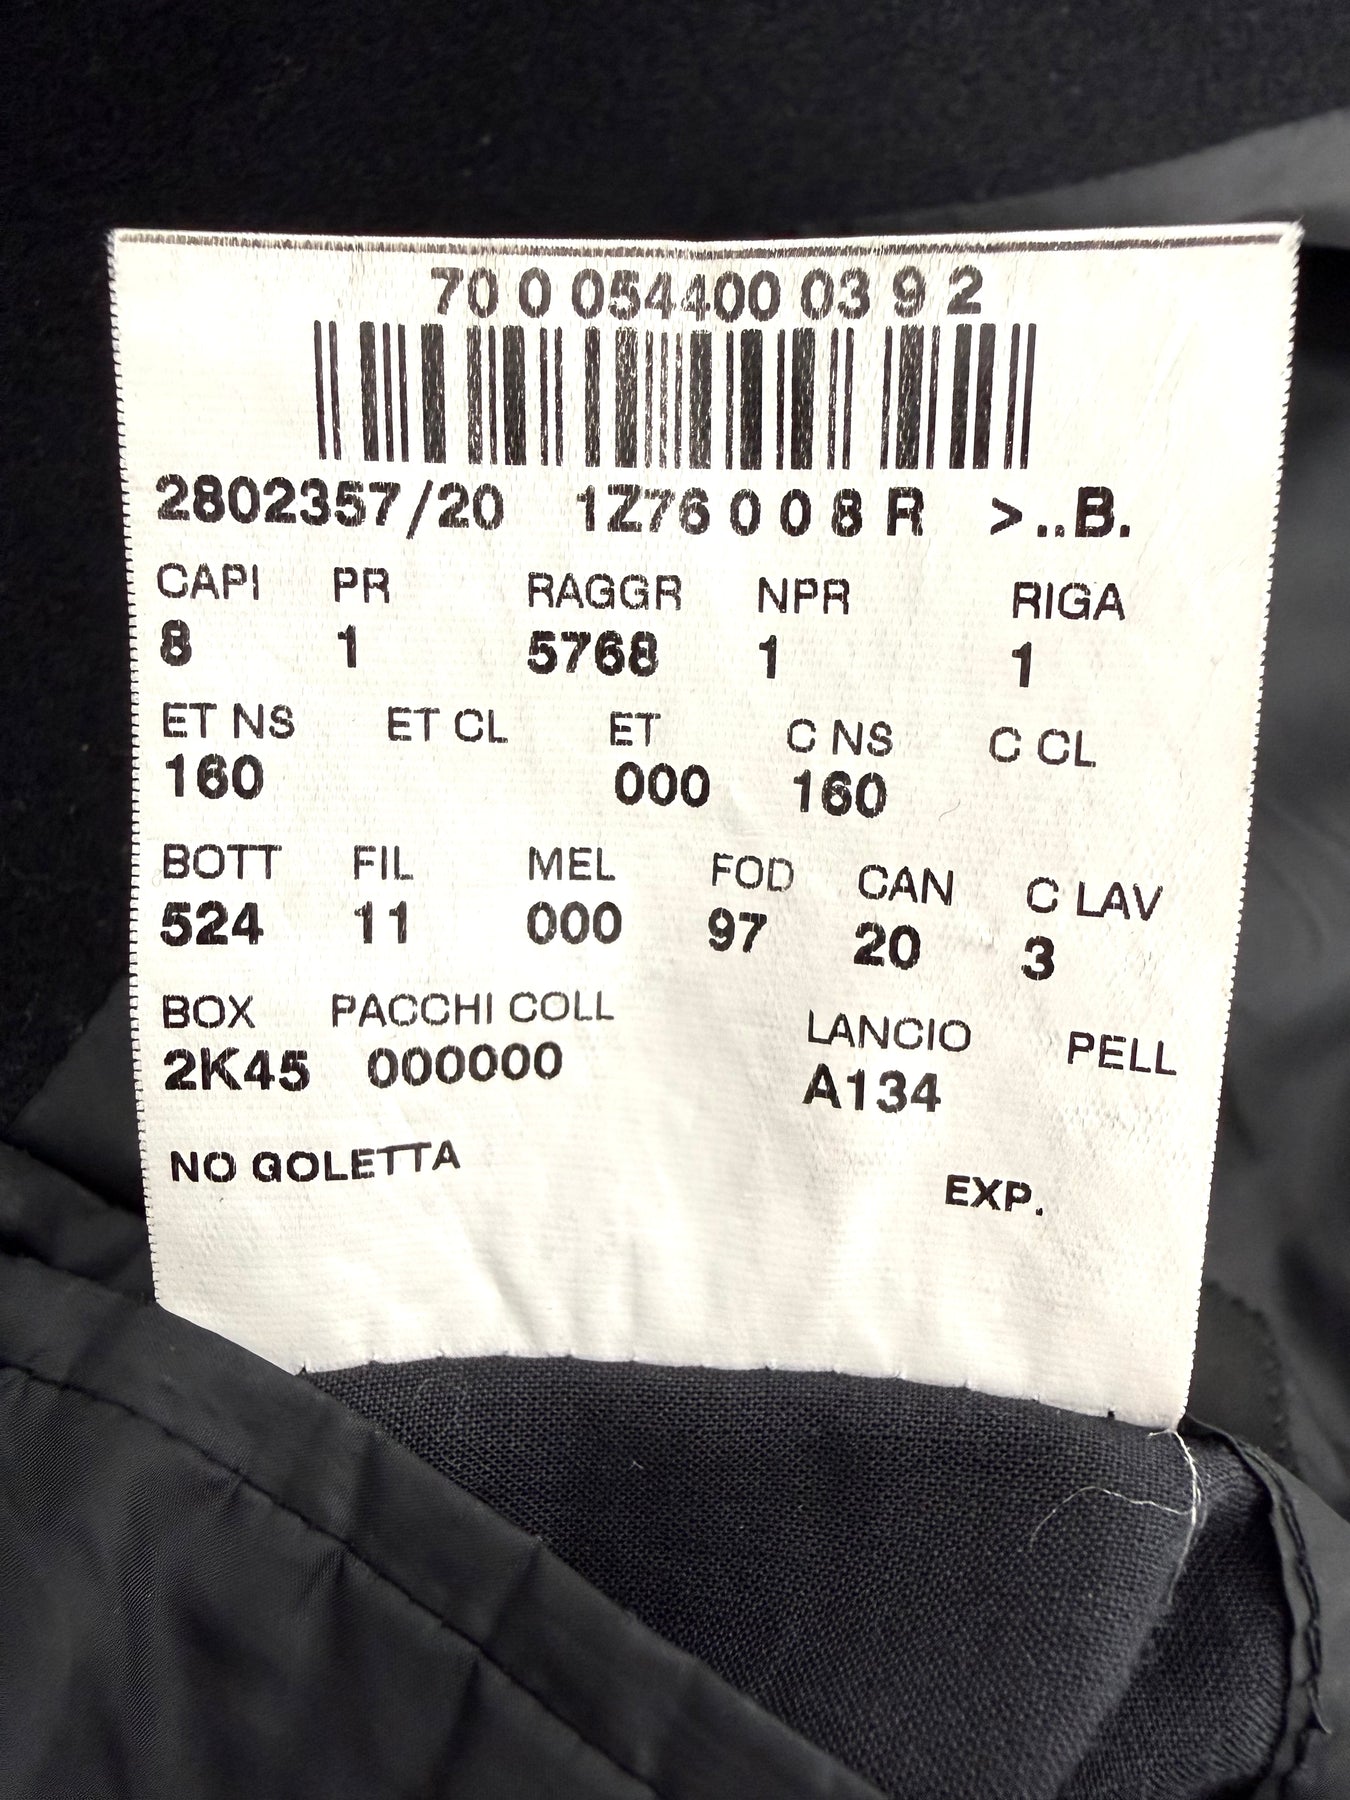 70 0 054400 03 9 2
2802357/20 1Z76 0 0 8 R >..B.
CAPI PR RAGGR NPR RIGA
8 1 5768 1 1
ET NS ET CL ET C NS C CL
160 000 160
BOTT FIL MEL FOD CAN C LAV
524 11 000 97 20 3
BOX PACCHI COLL LANCIO PELL
2K45 000000 A134
NO GOLETTA EXP.